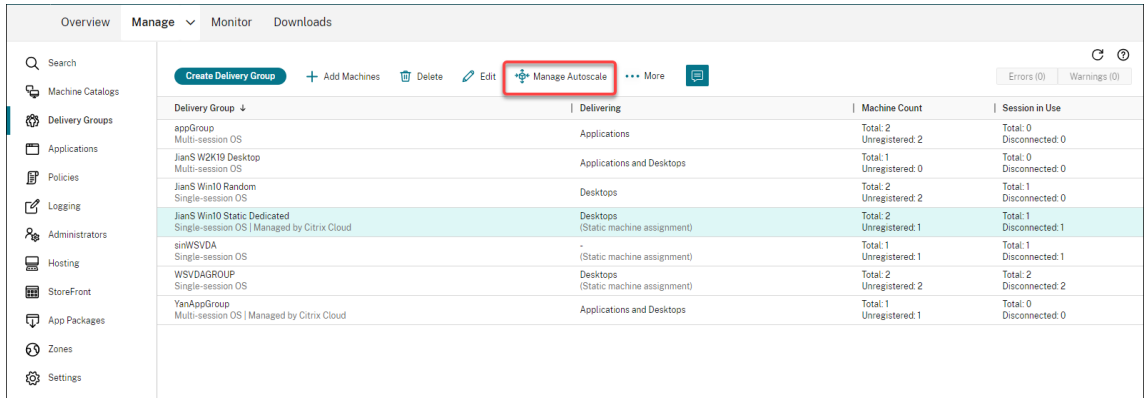 Overview Manage Monitor Downloads
Search
Machine Catalogs
Delivery Groups
Applications
Policies
Logging
Administrators
Hosting
StoreFront
App Packages
Zones
Settings
Create Delivery Group Add Machines Delete Edit Manage Autoscale More
Errors (0) Warnings (0)
Delivery Group ↓ Delivering Machine Count Session in Use
appGroup Applications Total: 2 Total: 0
Multi-session OS Unregistered: 2 Disconnected: 0
JianS W2K19 Desktop Applications and Desktops Total: 1 Total: 0
Multi-session OS Unregistered: 0 Disconnected: 0
JianS Win10 Random Desktops Total: 2 Total: 1
Single-session OS Unregistered: 2 Disconnected: 0
JianS Win10 Static Dedicated Desktops Total: 2 Total: 1
Single-session OS | Managed by Citrix Cloud (Static machine assignment) Unregistered: 1 Disconnected: 1
sinWSVDA - Total: 1 Total: 1
Single-session OS (Static machine assignment) Unregistered: 1 Disconnected: 1
WSVDAGROUP Desktops Total: 2 Total: 2
Single-session OS (Static machine assignment) Unregistered: 2 Disconnected: 2
YanAppGroup Applications and Desktops Total: 1 Total: 0
Multi-session OS | Managed by Citrix Cloud Unregistered: 1 Disconnected: 0